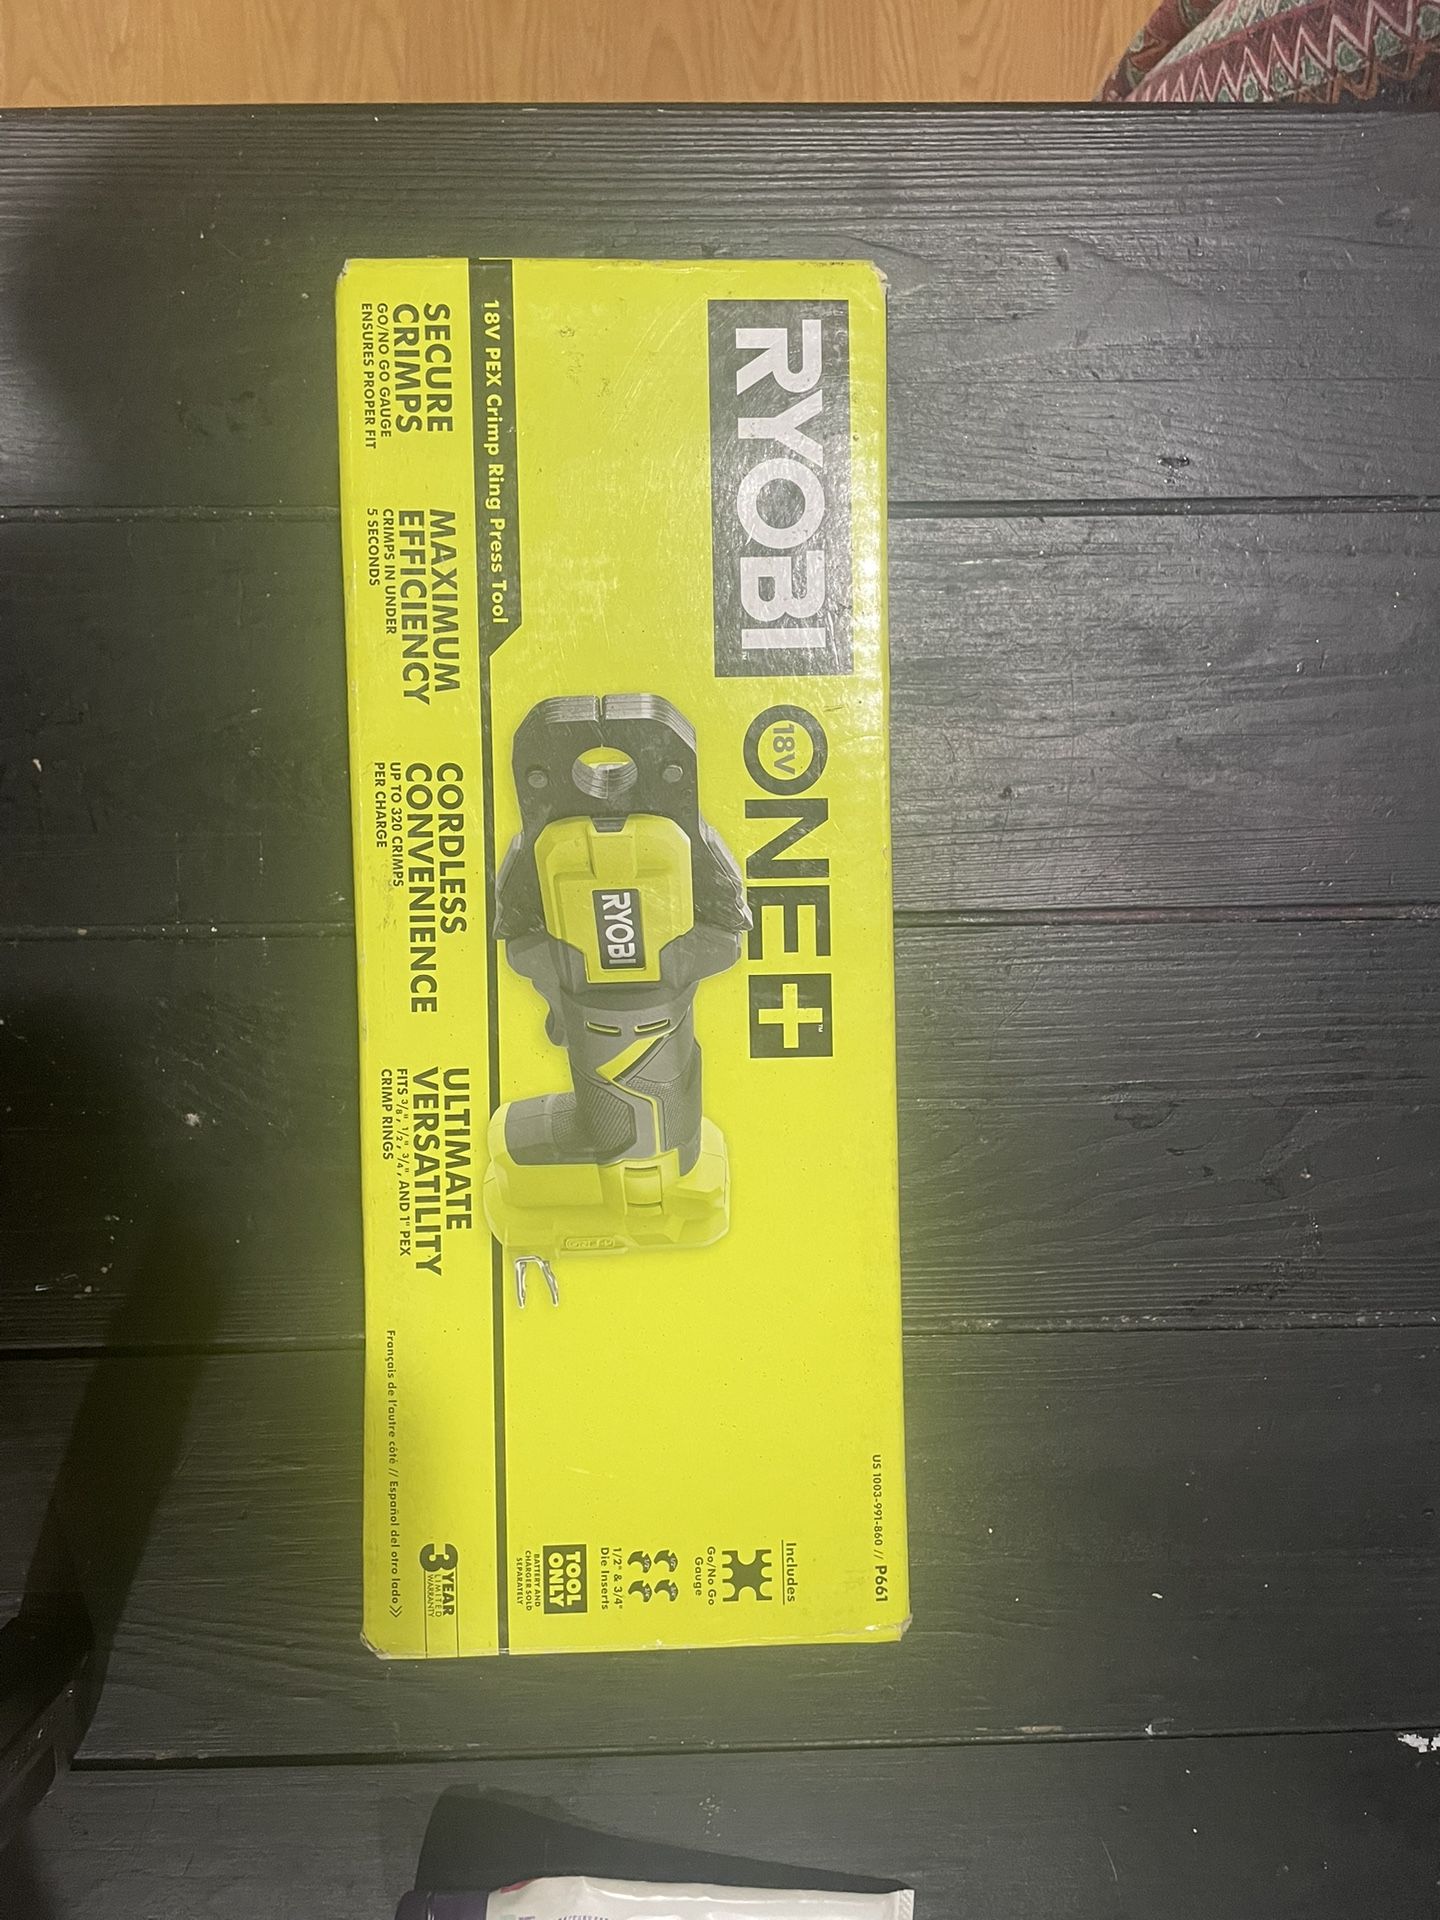 RYOBI™
18V ONE+™
US 1003-991-860 // P661
18V PEX Crimp Ring Press Tool
RYOBI
Includes
Go/No Go
Gauge
1/2" & 3/4"
Die Inserts
TOOL
ONLY
BATTERY AND
CHARGER SOLD
SEPARATELY
SECURE
CRIMPS
GO/NO GO GAUGE
ENSURES PROPER FIT
MAXIMUM
EFFICIENCY
CRIMPS IN UNDER
5 SECONDS
CORDLESS
CONVENIENCE
UP TO 320 CRIMPS
PER CHARGE
ULTIMATE
VERSATILITY
FITS 3/8", 1/2", 3/4", AND 1" PEX
CRIMP RINGS
3 YEAR
LIMITED
WARRANTY
Français de l'autre côté // Español del otro lado >>